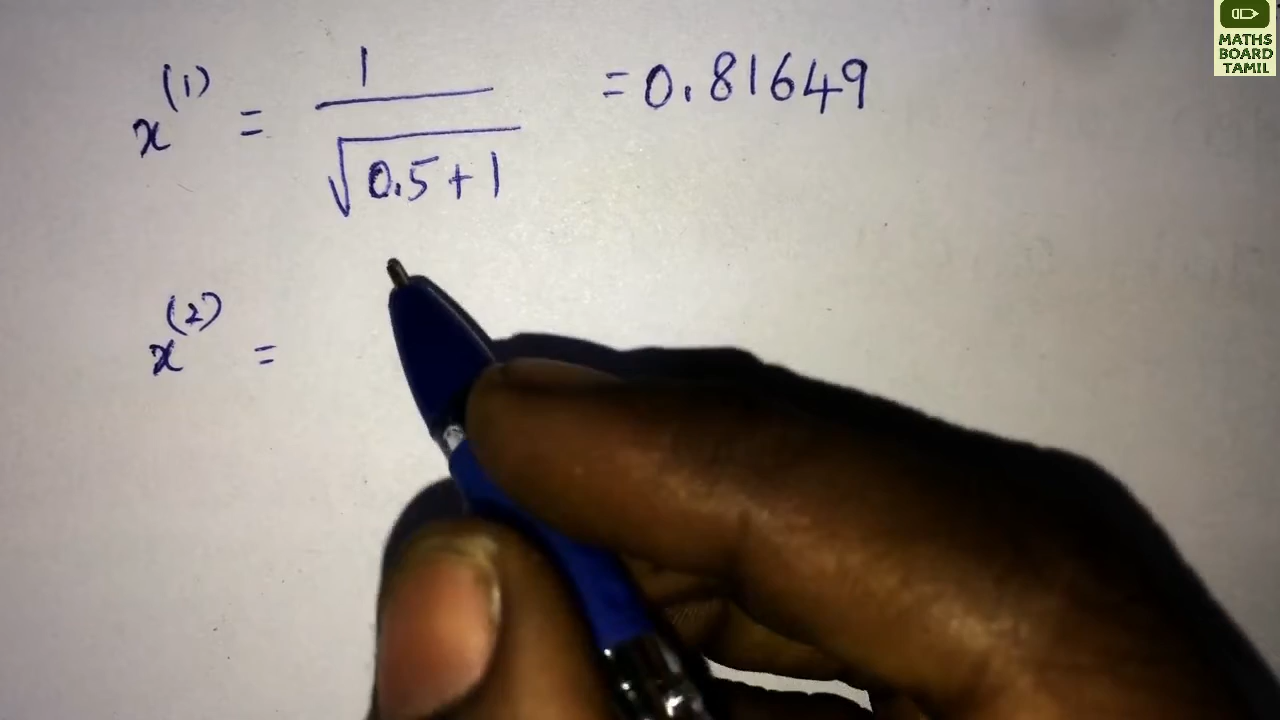 x^(1) = 1/√(0.5+1) = 0.81649
x^(2) =
MATHS
BOARD
TAMIL